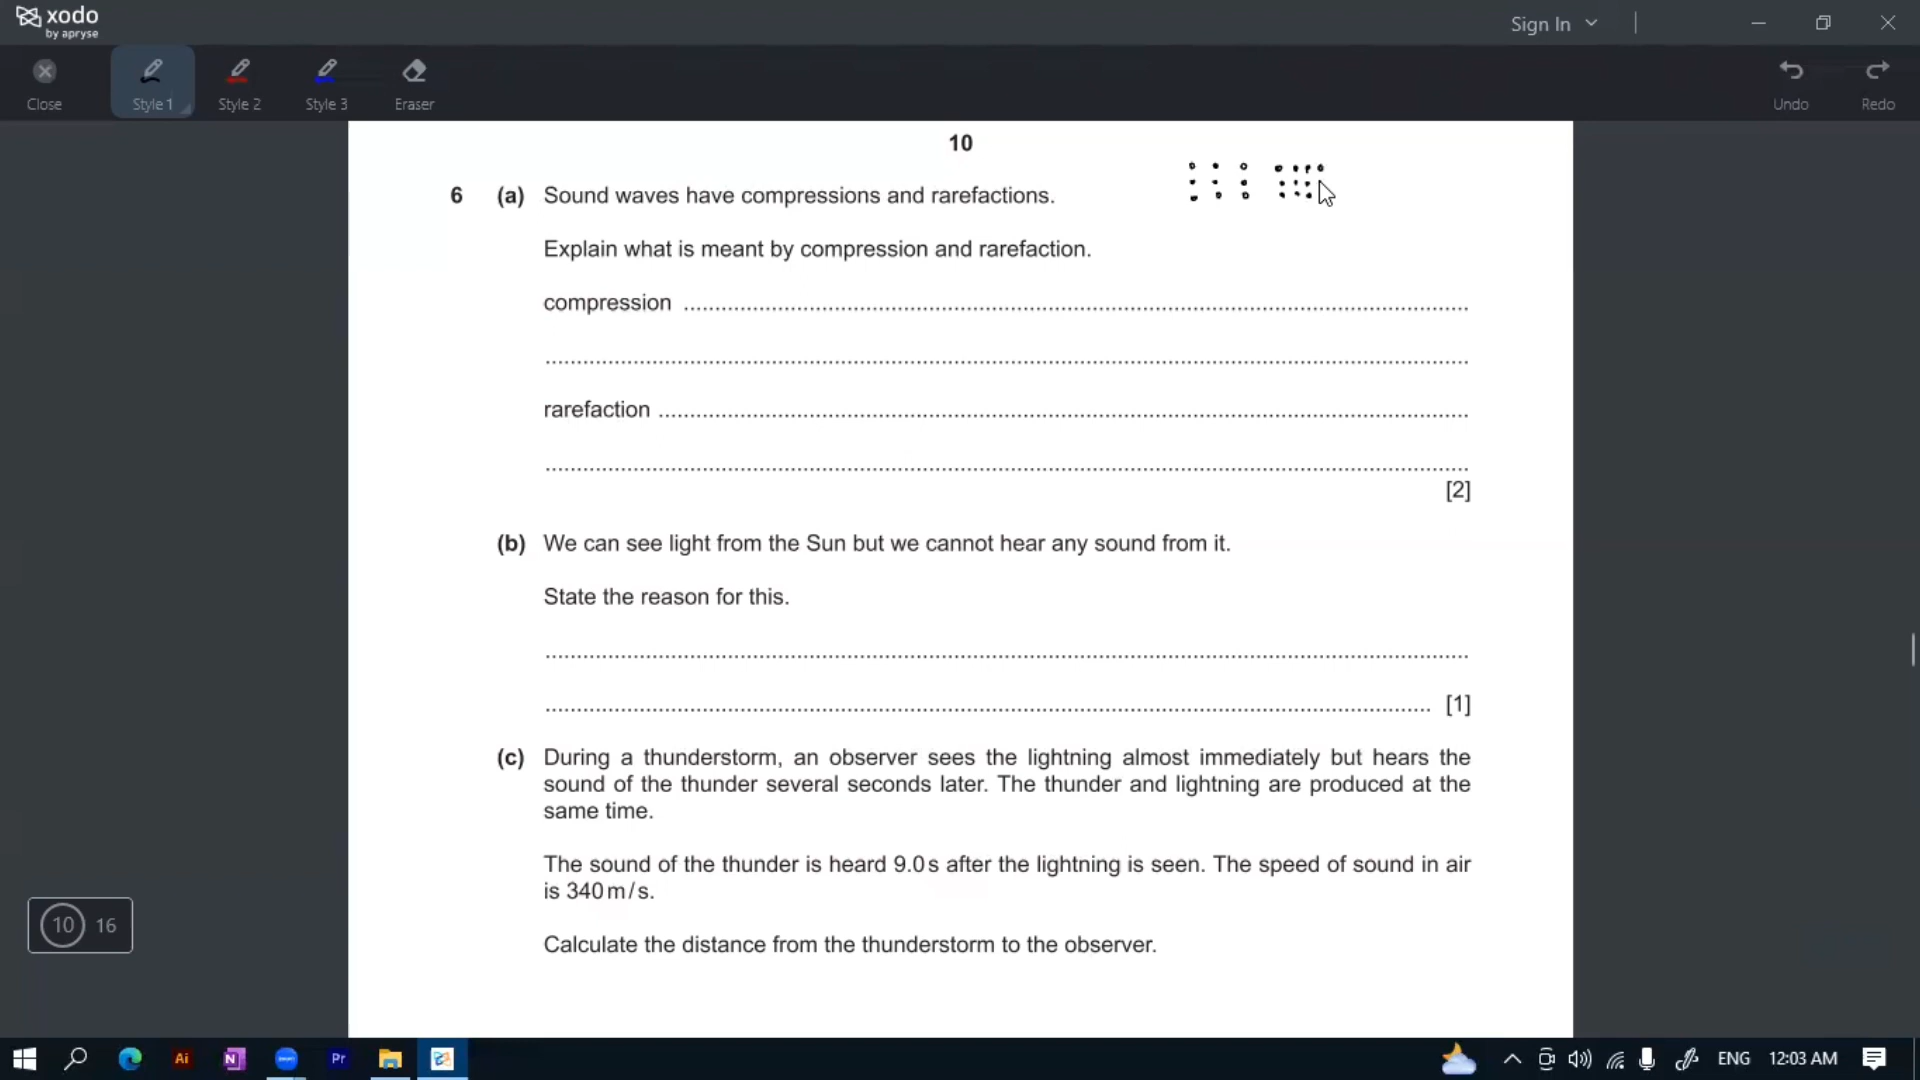 xodo
by apryse
Sign In
Close
Style 1
Style 2
Style 3
Eraser
Undo
Redo
10
6 (a) Sound waves have compressions and rarefactions.
Explain what is meant by compression and rarefaction.
compression ....................................................................................................
....................................................................................................
rarefaction ....................................................................................................
....................................................................................................
[2]
(b) We can see light from the Sun but we cannot hear any sound from it.
State the reason for this.
....................................................................................................
.................................................................................................... [1]
(c) During a thunderstorm, an observer sees the lightning almost immediately but hears the
sound of the thunder several seconds later. The thunder and lightning are produced at the
same time.
The sound of the thunder is heard 9.0 s after the lightning is seen. The speed of sound in air
is 340 m / s.
Calculate the distance from the thunderstorm to the observer.
10 16
Ai
N
zoom
Pr
ENG
12:03 AM